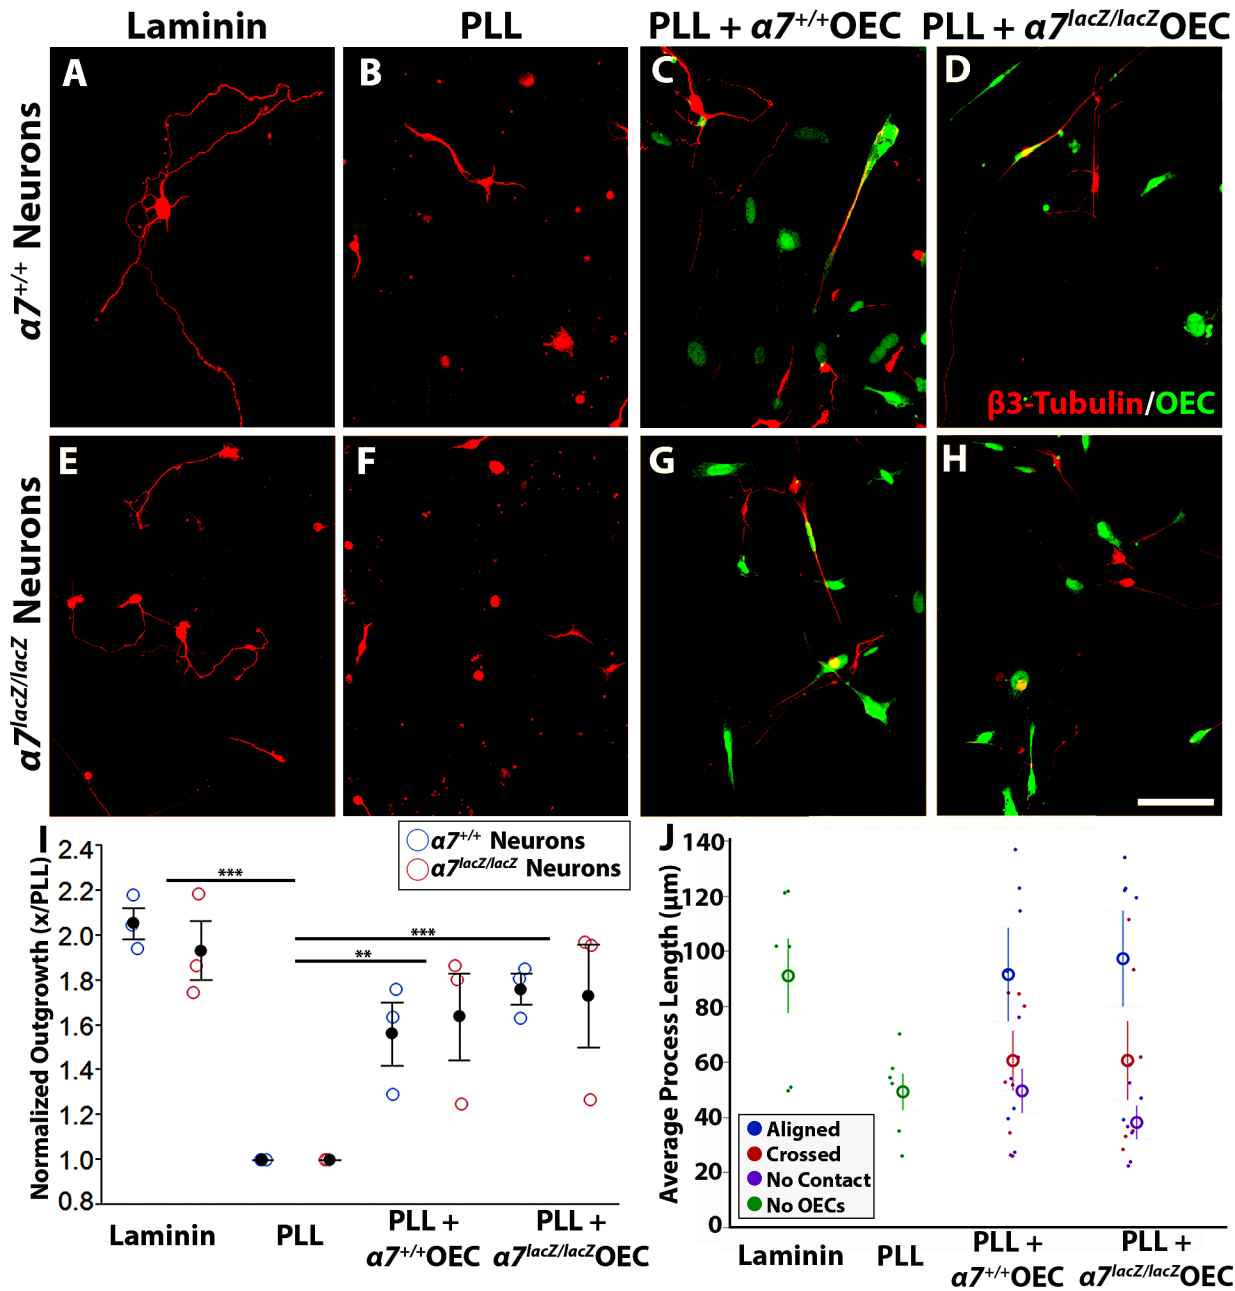 Laminin PLL PLL + α7+/+OEC PLL + α7lacZ/lacZOEC
α7+/+ Neurons
A B C D
β3-Tubulin/OEC
α7lacZ/lacZ Neurons
E F G H
I
α7+/+ Neurons
α7lacZ/lacZ Neurons
Normalized Outgrowth (x/PLL)
2.4
2.2
2.0
1.8
1.6
1.4
1.2
1.0
0.8
***
***
**
Laminin
PLL
PLL +
α7+/+OEC
PLL +
α7lacZ/lacZOEC
J
Average Process Length (µm)
140
120
100
80
60
40
20
0
Aligned
Crossed
No Contact
No OECs
Laminin
PLL
PLL +
α7+/+OEC
PLL +
α7lacZ/lacZOEC